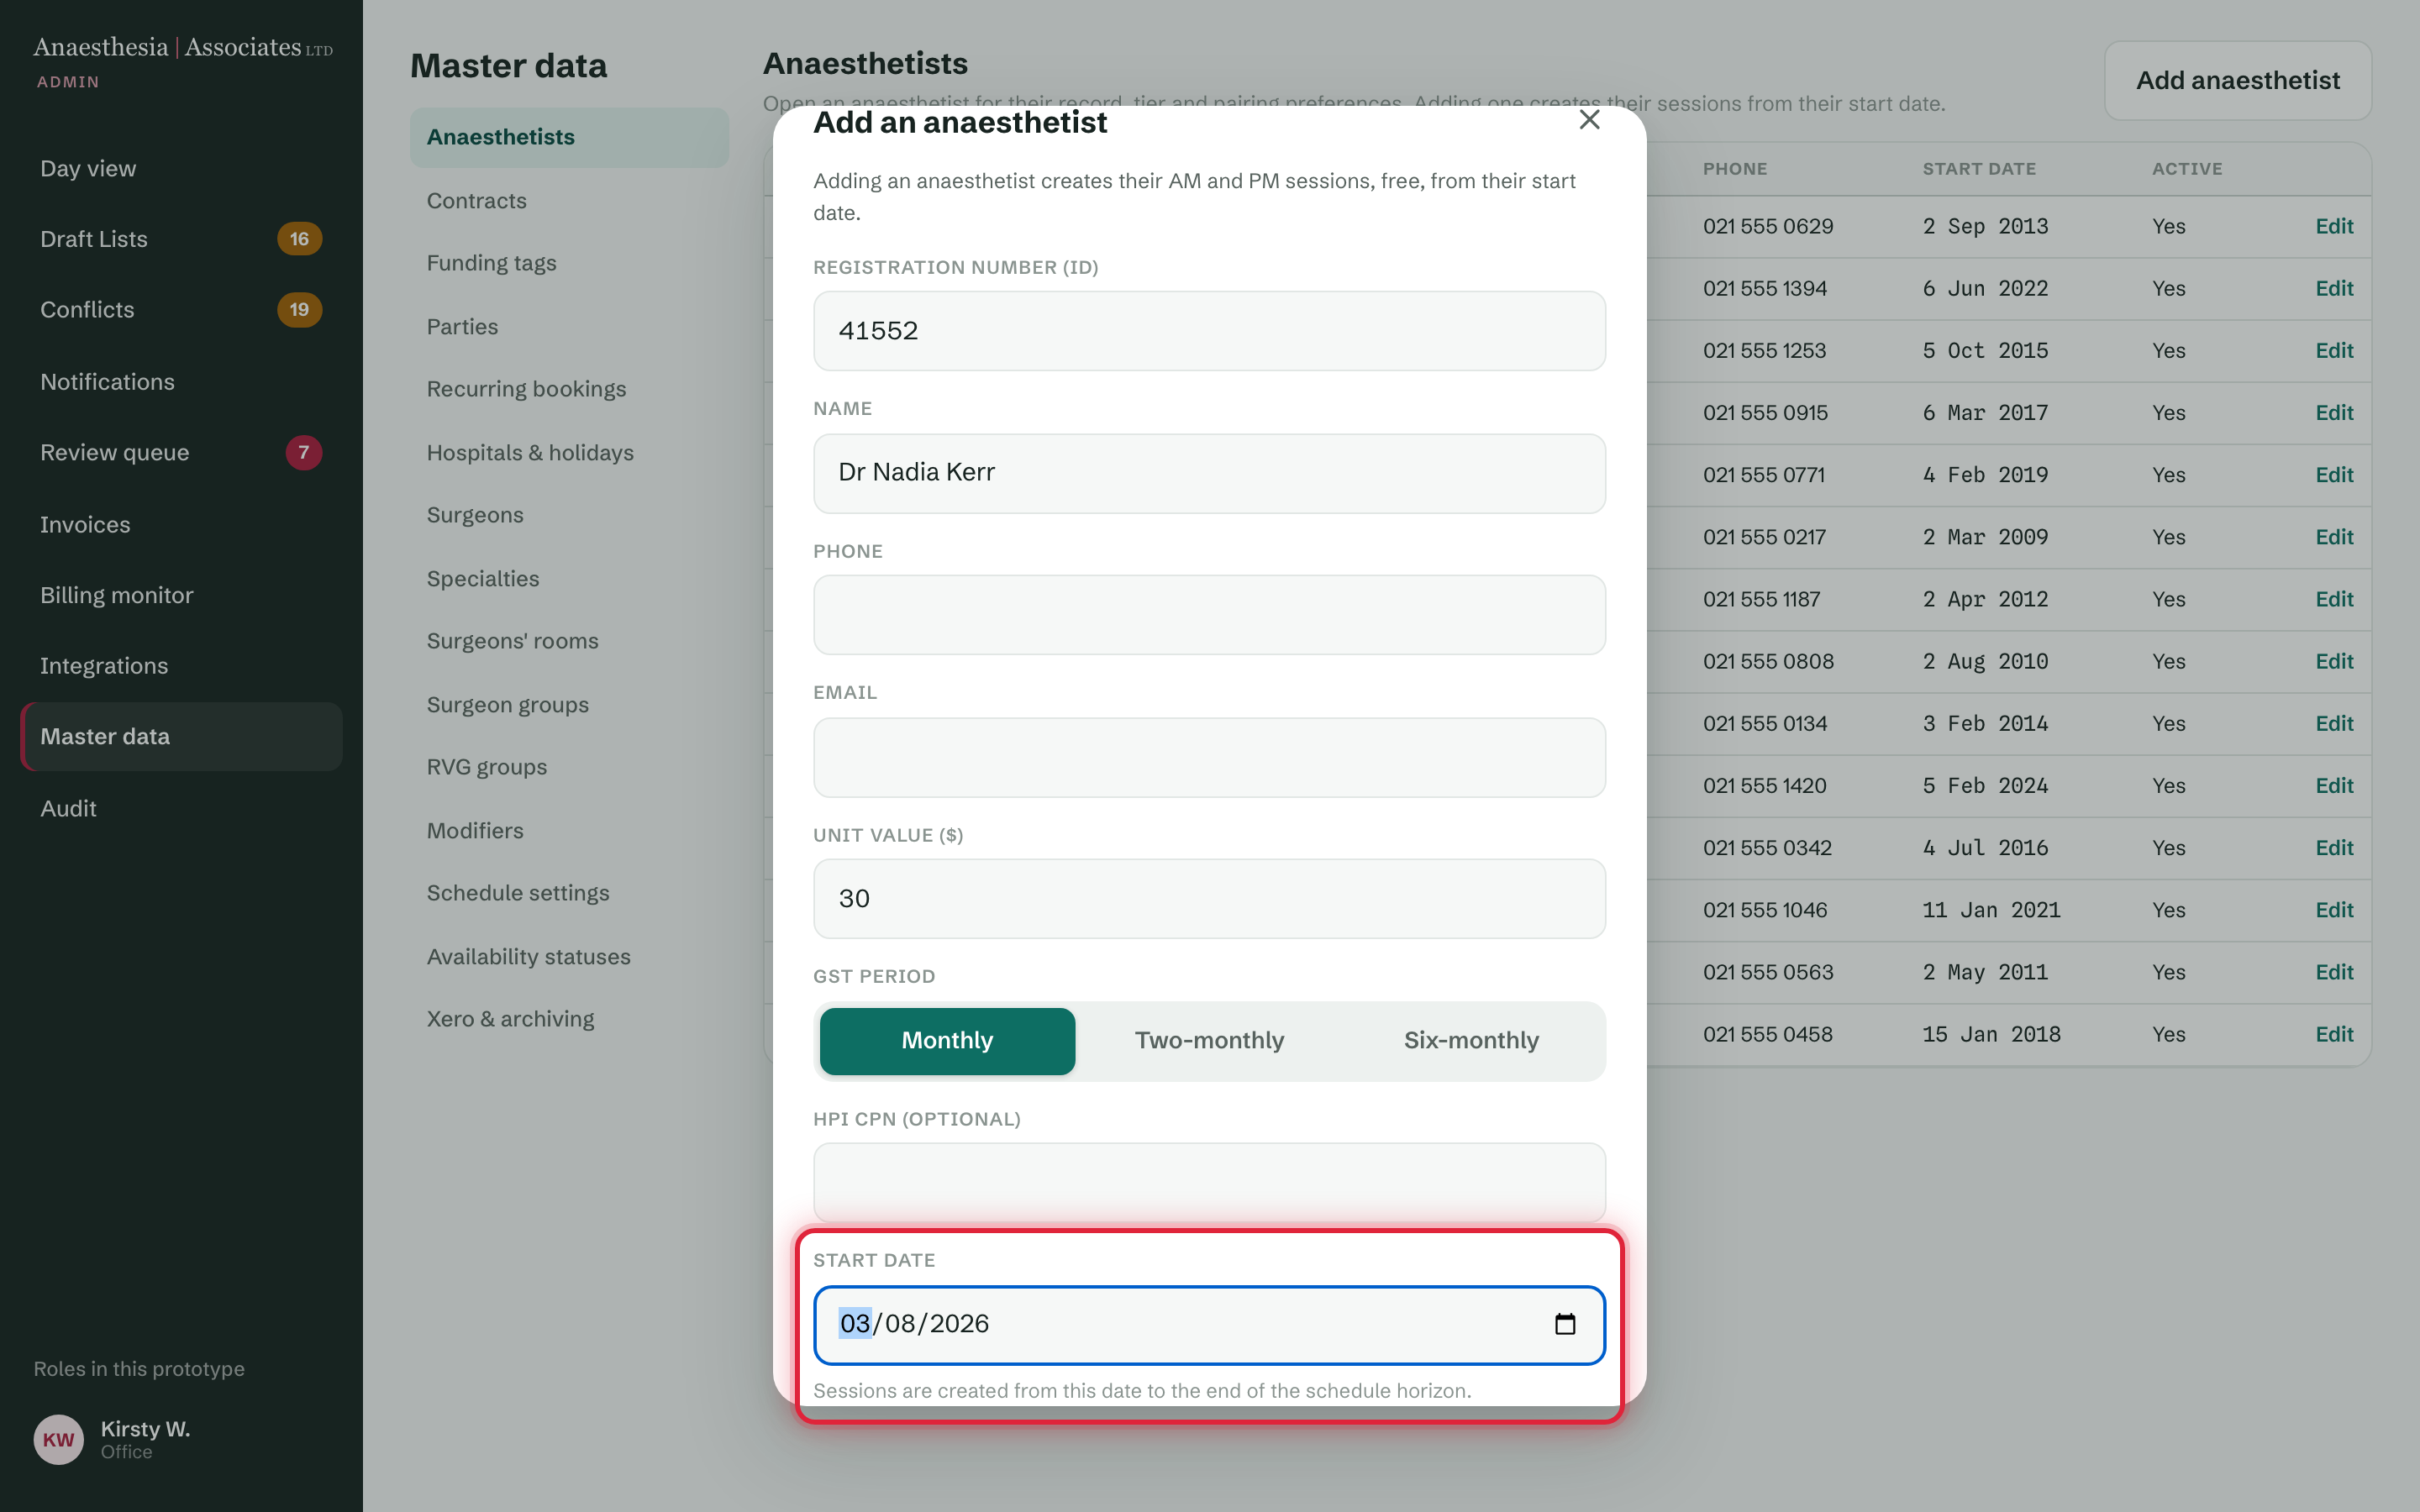 Anaesthesia | Associates LTD
ADMIN
Day view
Draft Lists 16
Conflicts 19
Notifications
Review queue 7
Invoices
Billing monitor
Integrations
Master data
Audit
Roles in this prototype
KW
Kirsty W.
Office
Master data
Anaesthetists
Contracts
Funding tags
Parties
Recurring bookings
Hospitals & holidays
Surgeons
Specialties
Surgeons' rooms
Surgeon groups
RVG groups
Modifiers
Schedule settings
Availability statuses
Xero & archiving
Anaesthetists
Open an anaesthetist for their record, tier and pairing preferences. Adding one creates their sessions from their start date.
Add anaesthetist
PHONE START DATE ACTIVE
021 555 0629 2 Sep 2013 Yes Edit
021 555 1394 6 Jun 2022 Yes Edit
021 555 1253 5 Oct 2015 Yes Edit
021 555 0915 6 Mar 2017 Yes Edit
021 555 0771 4 Feb 2019 Yes Edit
021 555 0217 2 Mar 2009 Yes Edit
021 555 1187 2 Apr 2012 Yes Edit
021 555 0808 2 Aug 2010 Yes Edit
021 555 0134 3 Feb 2014 Yes Edit
021 555 1420 5 Feb 2024 Yes Edit
021 555 0342 4 Jul 2016 Yes Edit
021 555 1046 11 Jan 2021 Yes Edit
021 555 0563 2 May 2011 Yes Edit
021 555 0458 15 Jan 2018 Yes Edit
Add an anaesthetist
Adding an anaesthetist creates their AM and PM sessions, free, from their start
date.
REGISTRATION NUMBER (ID)
41552
NAME
Dr Nadia Kerr
PHONE
EMAIL
UNIT VALUE ($)
30
GST PERIOD
Monthly Two-monthly Six-monthly
HPI CPN (OPTIONAL)
START DATE
03/08/2026
Sessions are created from this date to the end of the schedule horizon.